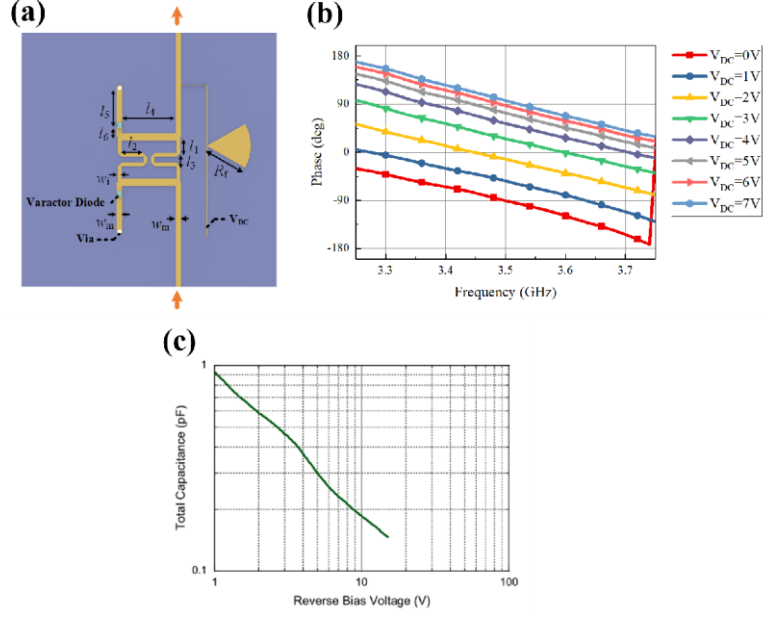 (a)
l5
l4
l6
l2
l1
l3
wi
Rf
Varactor Diode
wm
wm
VDC
Via
(b)
Phase (deg)
180
90
0
-90
-180
3.3
3.4
3.5
3.6
3.7
Frequency (GHz)
VDC=0V
VDC=1V
VDC=2V
VDC=3V
VDC=4V
VDC=5V
VDC=6V
VDC=7V
(c)
Total Capacitance (pF)
1
0.1
1
10
100
Reverse Bias Voltage (V)